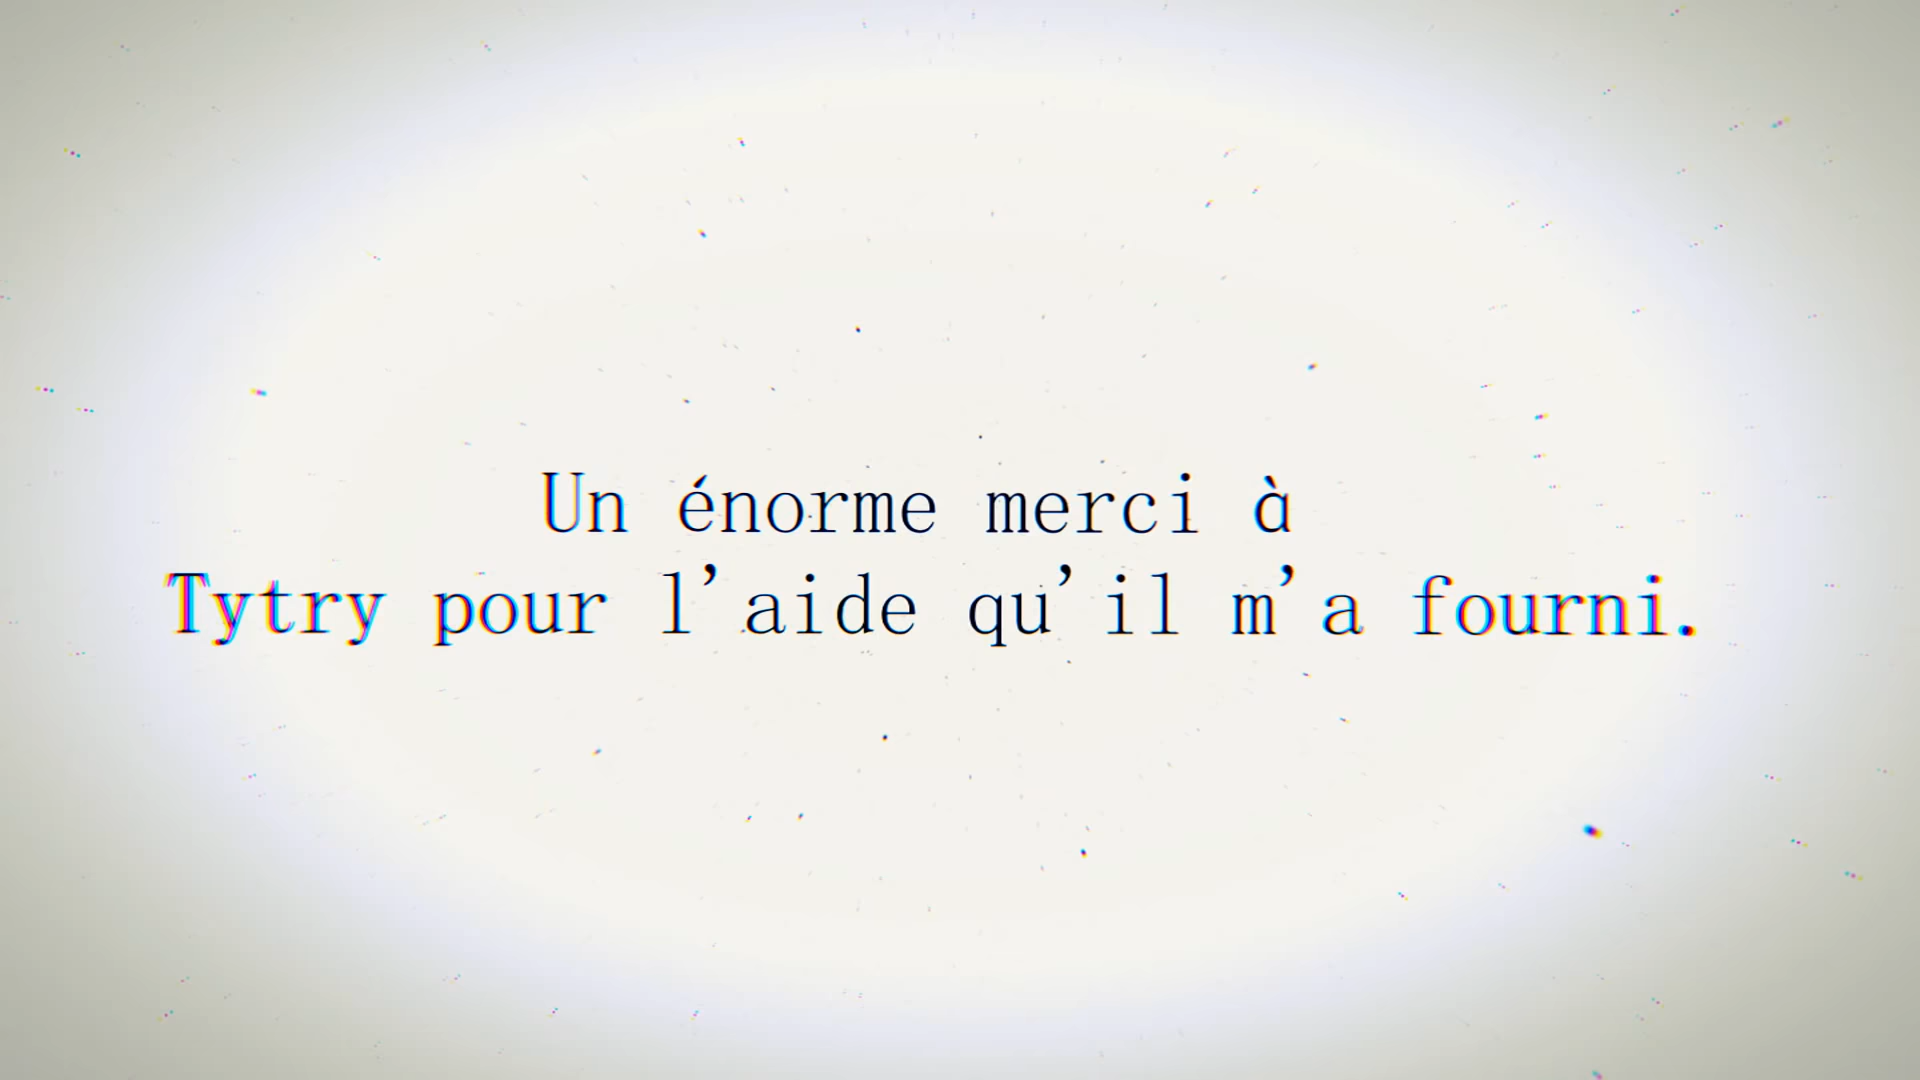 Un énorme merci à
Tytry pour l’aide qu’il m’a fourni.